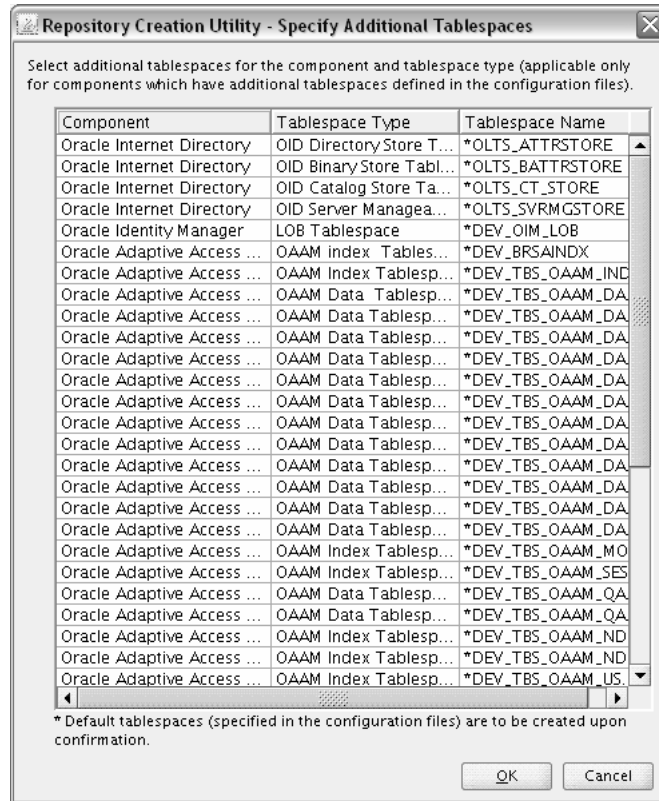 Repository Creation Utility - Specify Additional Tablespaces
Select additional tablespaces for the component and tablespace type (applicable only
for components which have additional tablespaces defined in the configuration files).
Component Tablespace Type Tablespace Name
Oracle Internet Directory OID Directory Store T... *OLTS_ATTRSTORE
Oracle Internet Directory OID Binary Store Tabl... *OLTS_BATTRSTORE
Oracle Internet Directory OID Catalog Store Ta... *OLTS_CT_STORE
Oracle Internet Directory OID Server Managea... *OLTS_SVRMGSTORE
Oracle Identity Manager LOB Tablespace *DEV_OIM_LOB
Oracle Adaptive Access ... OAAM index Tables... *DEV_BRSAINDX
Oracle Adaptive Access ... OAAM Index Tablesp... *DEV_TBS_OAAM_IND
Oracle Adaptive Access ... OAAM Data Tablesp... *DEV_TBS_OAAM_DA
Oracle Adaptive Access ... OAAM Data Tablesp... *DEV_TBS_OAAM_DA
Oracle Adaptive Access ... OAAM Data Tablesp... *DEV_TBS_OAAM_DA
Oracle Adaptive Access ... OAAM Data Tablesp... *DEV_TBS_OAAM_DA
Oracle Adaptive Access ... OAAM Data Tablesp... *DEV_TBS_OAAM_DA
Oracle Adaptive Access ... OAAM Data Tablesp... *DEV_TBS_OAAM_DA
Oracle Adaptive Access ... OAAM Data Tablesp... *DEV_TBS_OAAM_DA
Oracle Adaptive Access ... OAAM Data Tablesp... *DEV_TBS_OAAM_DA
Oracle Adaptive Access ... OAAM Data Tablesp... *DEV_TBS_OAAM_DA
Oracle Adaptive Access ... OAAM Data Tablesp... *DEV_TBS_OAAM_DA
Oracle Adaptive Access ... OAAM Data Tablesp... *DEV_TBS_OAAM_DA
Oracle Adaptive Access ... OAAM Data Tablesp... *DEV_TBS_OAAM_DA
Oracle Adaptive Access ... OAAM Index Tablesp... *DEV_TBS_OAAM_MO
Oracle Adaptive Access ... OAAM Index Tablesp... *DEV_TBS_OAAM_SES
Oracle Adaptive Access ... OAAM Data Tablesp... *DEV_TBS_OAAM_QA
Oracle Adaptive Access ... OAAM Data Tablesp... *DEV_TBS_OAAM_QA
Oracle Adaptive Access ... OAAM Index Tablesp... *DEV_TBS_OAAM_ND
Oracle Adaptive Access ... OAAM Index Tablesp... *DEV_TBS_OAAM_ND
Oracle Adaptive Access ... OAAM Index Tablesp... *DEV_TBS_OAAM_US.
* Default tablespaces (specified in the configuration files) are to be created upon
confirmation.
OK Cancel